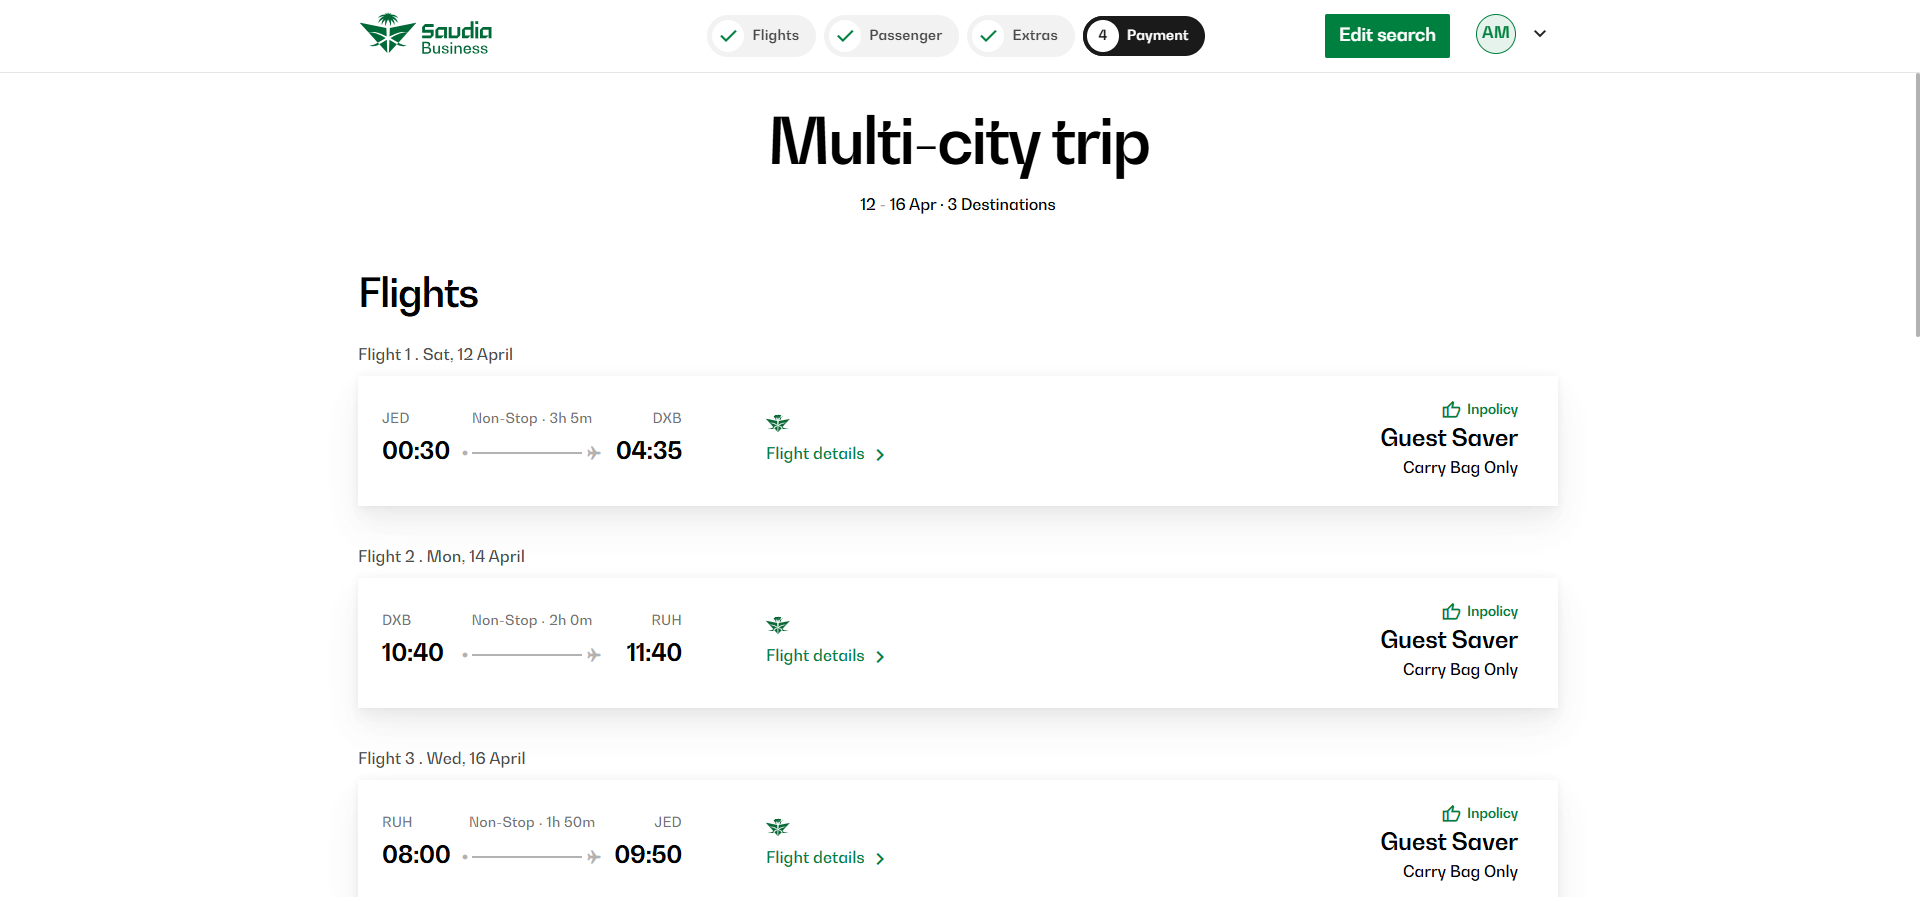 Saudia
Business
Flights
Passenger
Extras
4
Payment
Edit search
AM
Multi-city trip
12 - 16 Apr · 3 Destinations
Flights
Flight 1 . Sat, 12 April
JED
Non-Stop · 3h 5m
DXB
00:30
04:35
Flight details
Inpolicy
Guest Saver
Carry Bag Only
Flight 2 . Mon, 14 April
DXB
Non-Stop · 2h 0m
RUH
10:40
11:40
Flight details
Inpolicy
Guest Saver
Carry Bag Only
Flight 3 . Wed, 16 April
RUH
Non-Stop · 1h 50m
JED
08:00
09:50
Flight details
Inpolicy
Guest Saver
Carry Bag Only